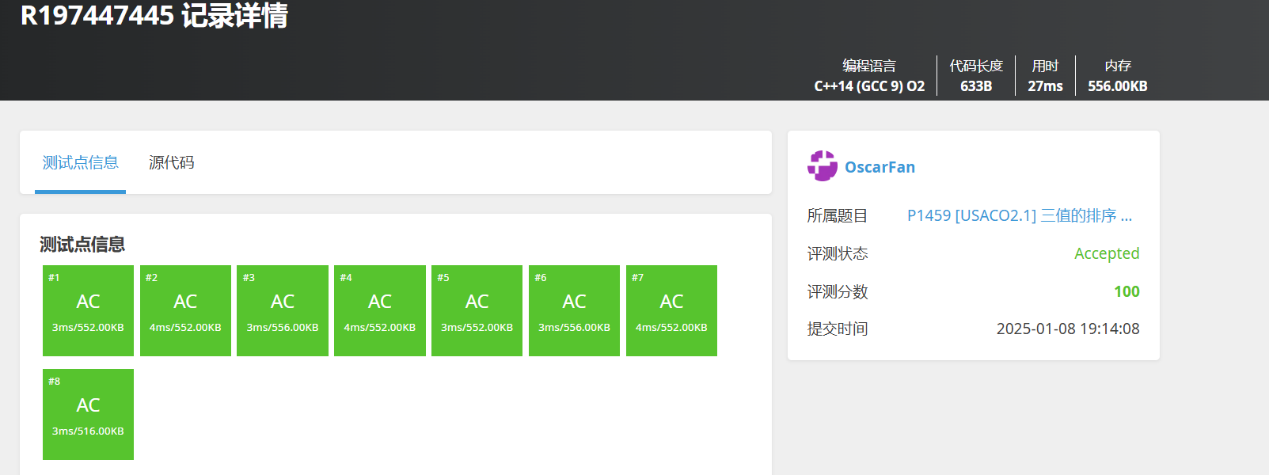 R197447445 记录详情
编程语言 代码长度 用时 内存
C++14 (GCC 9) O2 633B 27ms 556.00KB
测试点信息 源代码
测试点信息
#1 #2 #3 #4 #5 #6 #7
AC AC AC AC AC AC AC
3ms/552.00KB 4ms/552.00KB 3ms/556.00KB 4ms/552.00KB 3ms/552.00KB 3ms/556.00KB 4ms/552.00KB
#8
AC
3ms/516.00KB
OscarFan
所属题目 P1459 [USACO2.1] 三值的排序 ...
评测状态 Accepted
评测分数 100
提交时间 2025-01-08 19:14:08